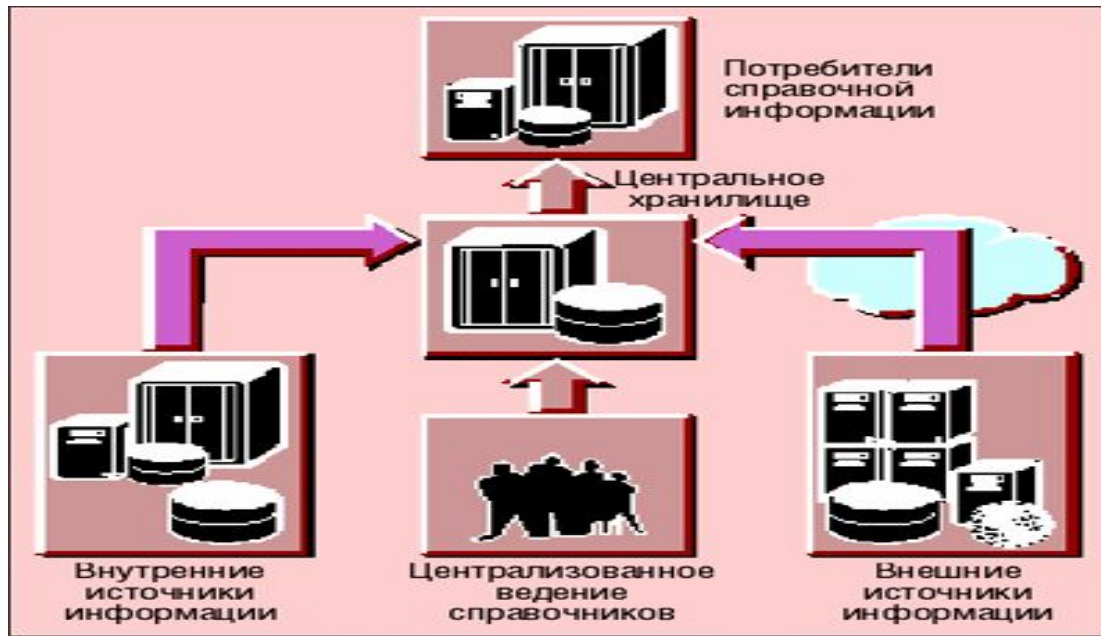 Потребители
справочной
информации
Центральное
хранилище
Внутренние
источники
информации
Централизованное
ведение
справочников
Внешние
источники
информации